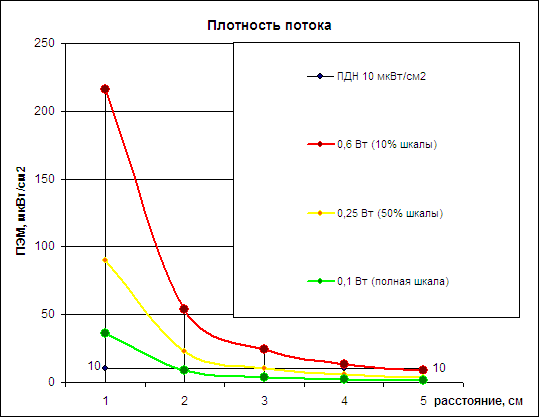 Плотность потока
ПЭМ, мкВт/см2
250
200
150
100
50
0
ПДН 10 мкВт/см2
0,6 Вт (10% шкалы)
0,25 Вт (50% шкалы)
0,1 Вт (полная шкала)
10
10
1 2 3 4 5 расстояние, см